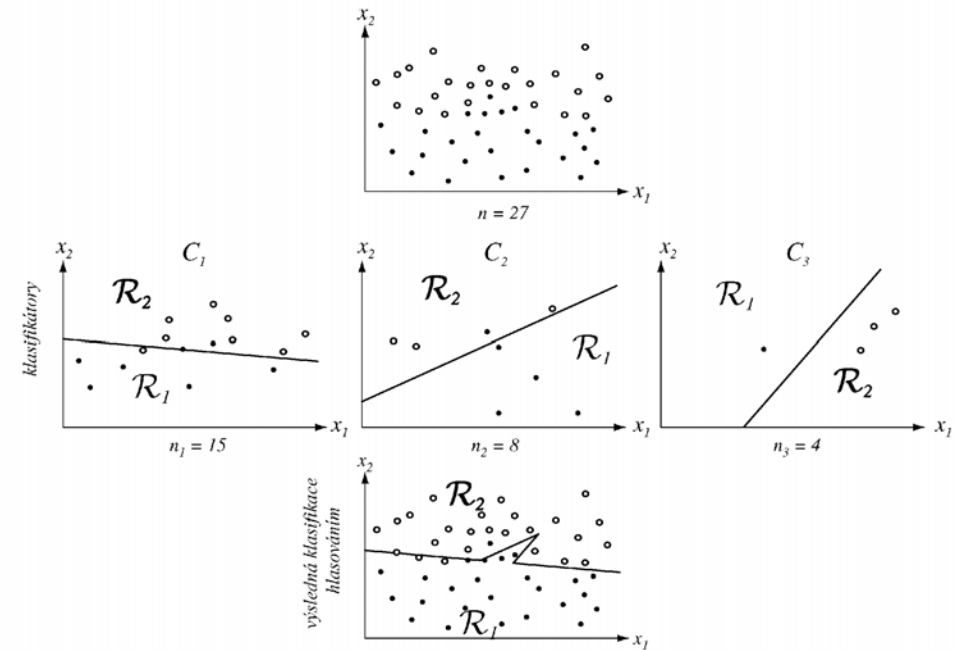 x₂
x₁
n = 27
klasifikátory
x₂
C₁
R₂
R₁
x₁
n₁ = 15
x₂
C₂
R₂
R₁
x₁
n₂ = 8
x₂
C₃
R₁
R₂
x₁
n₃ = 4
výsledná klasifikace
hlasováním
x₂
R₂
R₁
x₁